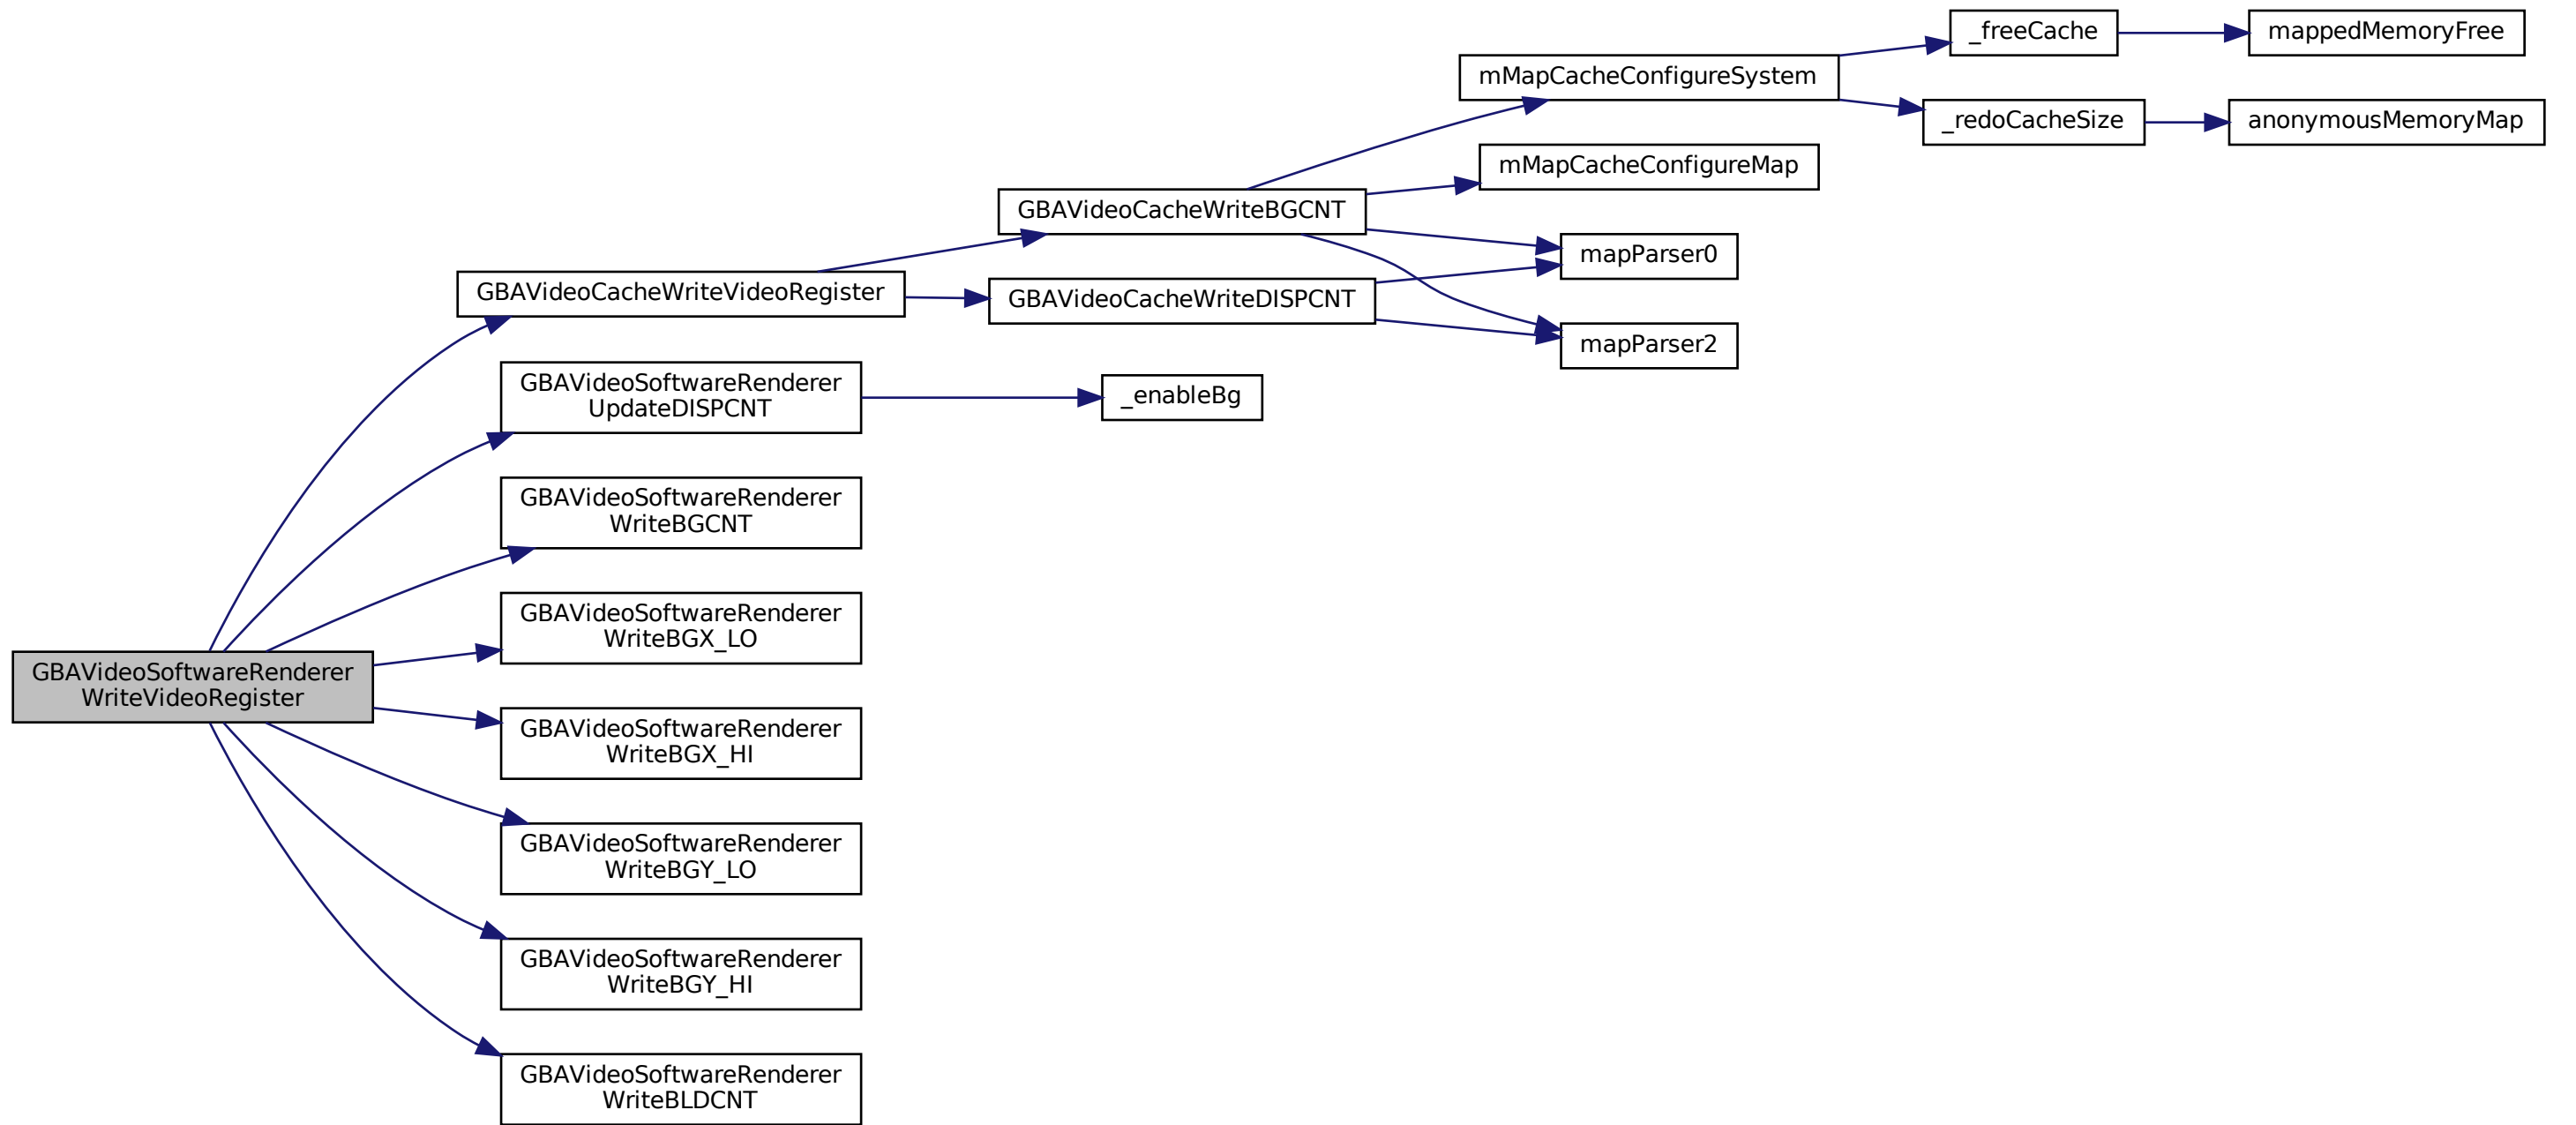 _freeCache
mappedMemoryFree
mMapCacheConfigureSystem
_redoCacheSize
anonymousMemoryMap
mMapCacheConfigureMap
GBAVideoCacheWriteBGCNT
mapParser0
GBAVideoCacheWriteVideoRegister
GBAVideoCacheWriteDISPCNT
mapParser2
GBAVideoSoftwareRenderer
UpdateDISPCNT
_enableBg
GBAVideoSoftwareRenderer
WriteBGCNT
GBAVideoSoftwareRenderer
WriteBGX_LO
GBAVideoSoftwareRenderer
WriteVideoRegister
GBAVideoSoftwareRenderer
WriteBGX_HI
GBAVideoSoftwareRenderer
WriteBGY_LO
GBAVideoSoftwareRenderer
WriteBGY_HI
GBAVideoSoftwareRenderer
WriteBLDCNT